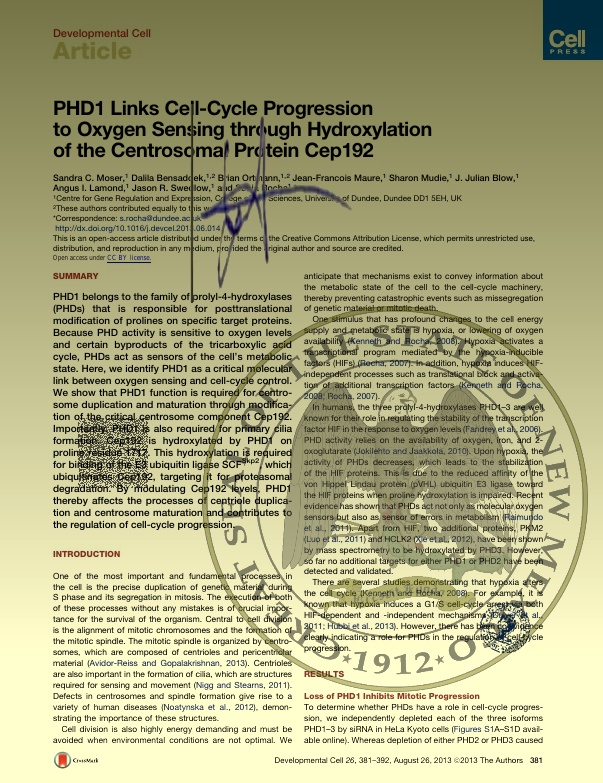 Developmental Cell
Article
Cell
PRESS
PHD1 Links Cell-Cycle Progression
to Oxygen Sensing through Hydroxylation
of the Centrosomal Protein Cep192
Sandra C. Moser,1 Dalila Bensaddek,1,2 Brian Ortmann,1,2 Jean-Francois Maure,1 Sharon Mudie,1 J. Julian Blow,1
Angus I. Lamond,1 Jason R. Swedlow,1 and Rocha
1Centre for Gene Regulation and Expression, College Sciences, University of Dundee, Dundee DD1 5EH, UK
2These authors contributed equally to this work
*Correspondence: s.rocha@dundee.ac.uk
http://dx.doi.org/10.1016/j.devcel.2013.06.014
This is an open-access article distributed under the terms of the Creative Commons Attribution License, which permits unrestricted use,
distribution, and reproduction in any medium, provided the original author and source are credited.
Open access under CC BY license.
SUMMARY
PHD1 belongs to the family of prolyl-4-hydroxylases
(PHDs) that is responsible for posttranslational
modification of prolines on specific target proteins.
Because PHD activity is sensitive to oxygen levels
and certain byproducts of the tricarboxylic acid
cycle, PHDs act as sensors of the cell's metabolic
state. Here, we identify PHD1 as a critical molecular
link between oxygen sensing and cell-cycle control.
We show that PHD1 function is required for centro-
some duplication and maturation through modifica-
tion of the critical centrosome component Cep192.
Importantly, PHD1 is also required for primary cilia
formation. Cep192 is hydroxylated by PHD1 on
proline residue 1717. This hydroxylation is required
for binding of the E3 ubiquitin ligase SCFSkp2, which
ubiquitinates Cep192, targeting it for proteasomal
degradation. By modulating Cep192 levels, PHD1
thereby affects the processes of centriole duplica-
tion and centrosome maturation and contributes to
the regulation of cell-cycle progression.
INTRODUCTION
One of the most important and fundamental processes in
the cell is the precise duplication of genetic material during
S phase and its segregation in mitosis. The execution of both
of these processes without any mistakes is of crucial impor-
tance for the survival of the organism. Central to cell division
is the alignment of mitotic chromosomes and the formation of
the mitotic spindle. The mitotic spindle is organized by centro-
somes, which are composed of centrioles and pericentriolar
material (Avidor-Reiss and Gopalakrishnan, 2013). Centrioles
are also important in the formation of cilia, which are structures
required for sensing and movement (Nigg and Stearns, 2011).
Defects in centrosomes and spindle formation give rise to a
variety of human diseases (Noatynska et al., 2012), demon-
strating the importance of these structures.
Cell division is also highly energy demanding and must be
avoided when environmental conditions are not optimal. We
anticipate that mechanisms exist to convey information about
the metabolic state of the cell to the cell-cycle machinery,
thereby preventing catastrophic events such as missegregation
of genetic material or mitotic death.
One stimulus that has profound changes to the cell energy
supply and metabolic state is hypoxia, or lowering of oxygen
availability (Kenneth and Rocha, 2008). Hypoxia activates a
transcriptional program mediated by the hypoxia-inducible
factors (HIFs) (Rocha, 2007). In addition, hypoxia induces HIF-
independent processes such as translational block and activa-
tion of additional transcription factors (Kenneth and Rocha,
2008; Rocha, 2007).
In humans, the three prolyl-4-hydroxylases PHD1–3 are well
known for their role in regulating the stability of the transcription
factor HIF in the response to oxygen levels (Fandrey et al., 2006).
PHD activity relies on the availability of oxygen, iron, and 2-
oxoglutarate (Jokilehto and Jaakkola, 2010). Upon hypoxia, the
activity of PHDs decreases, which leads to the stabilization
of the HIF proteins. This is due to the reduced affinity of the
von Hippel Lindau protein (pVHL) ubiquitin E3 ligase toward
the HIF proteins when proline hydroxylation is impaired. Recent
evidence has shown that PHDs act not only as molecular oxygen
sensors but also as sensor of errors in metabolism (Raimundo
et al., 2011). Apart from HIF, two additional proteins, PKM2
(Luo et al., 2011) and HCLK2 (Xie et al., 2012), have been shown
by mass spectrometry to be hydroxylated by PHD3. However,
so far no additional targets for either PHD1 or PHD2 have been
detected and validated.
There are several studies demonstrating that hypoxia alters
the cell cycle (Kenneth and Rocha, 2008). For example, it is
known that hypoxia induces a G1/S cell-cycle arrest both
HIF-dependent and -independent mechanisms et al.,
2011; Hubbi et al., 2013). However, there has been evidence
clearly indicating a role for PHDs in the regulation of cell-cycle
progression.
RESULTS
Loss of PHD1 Inhibits Mitotic Progression
To determine whether PHDs have a role in cell-cycle progres-
sion, we independently depleted each of the three isoforms
PHD1–3 by siRNA in HeLa Kyoto cells (Figures S1A–S1D avail-
able online). Whereas depletion of either PHD2 or PHD3 caused
OF NEW M
GREAT
1912
CrossMark
Developmental Cell 26, 381–392, August 26, 2013 ©2013 The Authors 381